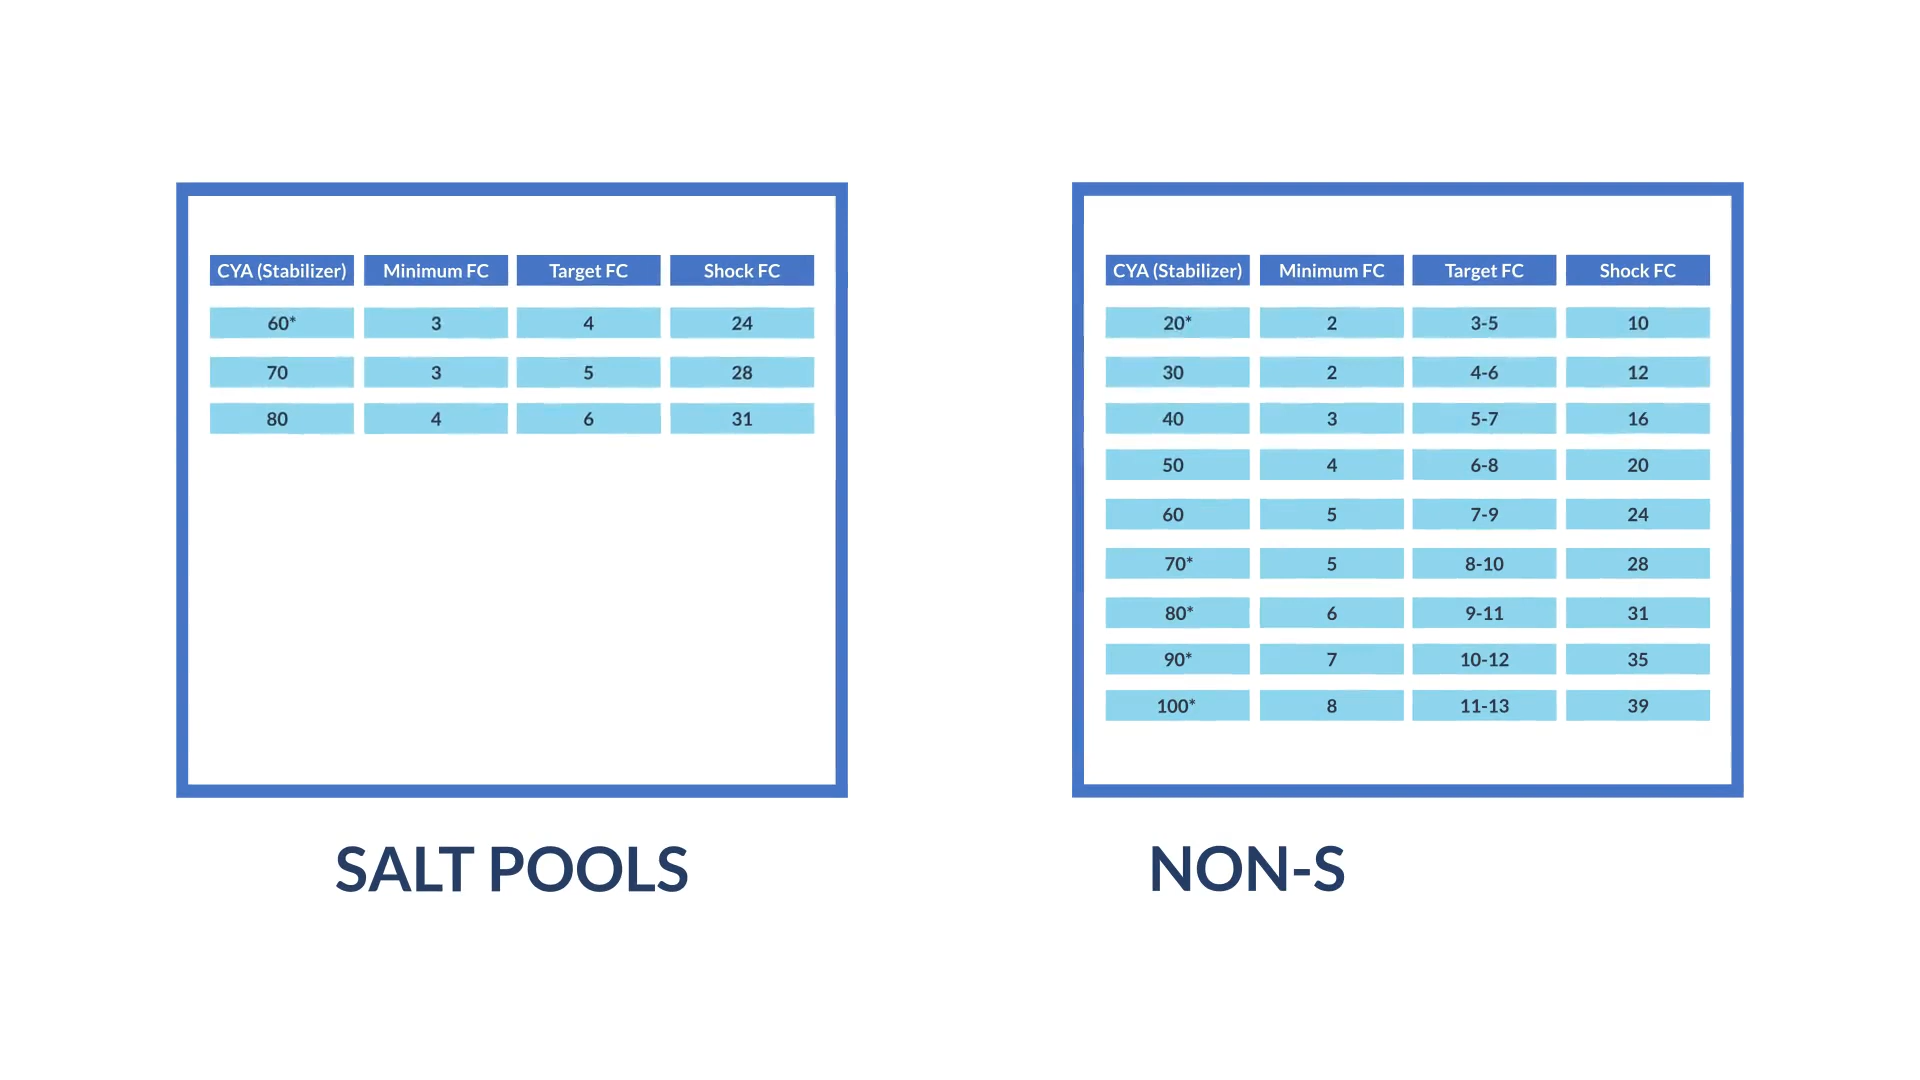 CYA (Stabilizer) Minimum FC Target FC Shock FC
60* 3 4 24
70 3 5 28
80 4 6 31
SALT POOLS
CYA (Stabilizer) Minimum FC Target FC Shock FC
20* 2 3-5 10
30 2 4-6 12
40 3 5-7 16
50 4 6-8 20
60 5 7-9 24
70* 5 8-10 28
80* 6 9-11 31
90* 7 10-12 35
100* 8 11-13 39
NON-S